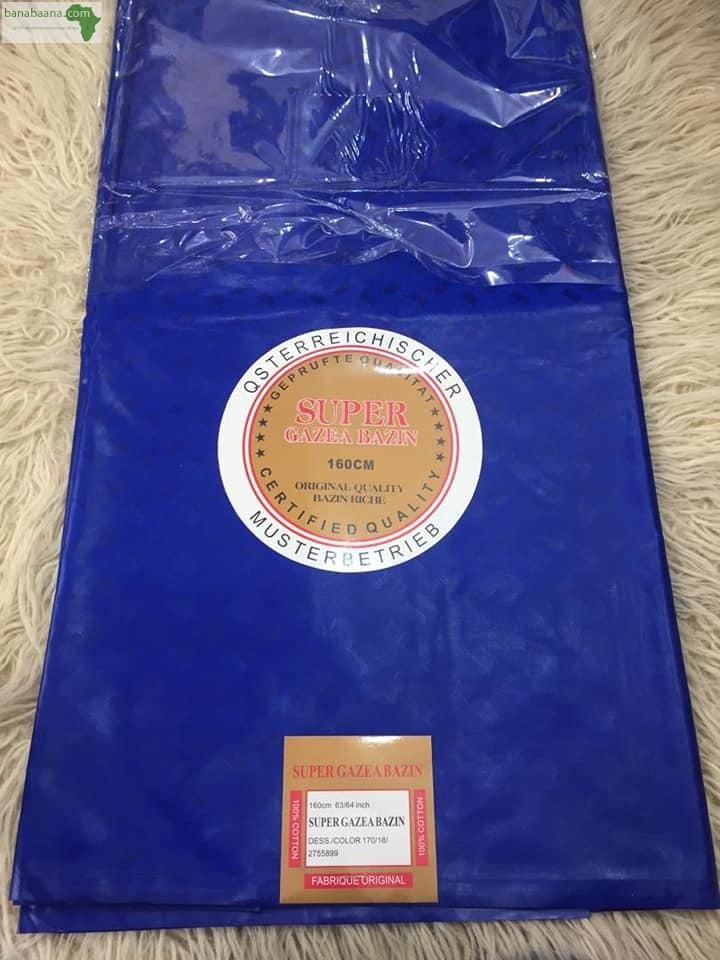 banabaana.com
QSTERREICHISCHER
GEPRUFTE QUALITAT
SUPER
GAZEA BAZIN
160CM
ORIGINAL QUALITY
BAZIN RICHE
CERTIFIED QUALITY
MUSTERBETRIEB
SUPER GAZEA BAZIN
100% COTTON
160cm 63/64 inch
SUPER GAZEA BAZIN
DESS./COLOR 170/18/
2755899
100% COTTON
FABRIQUE ORIGINAL